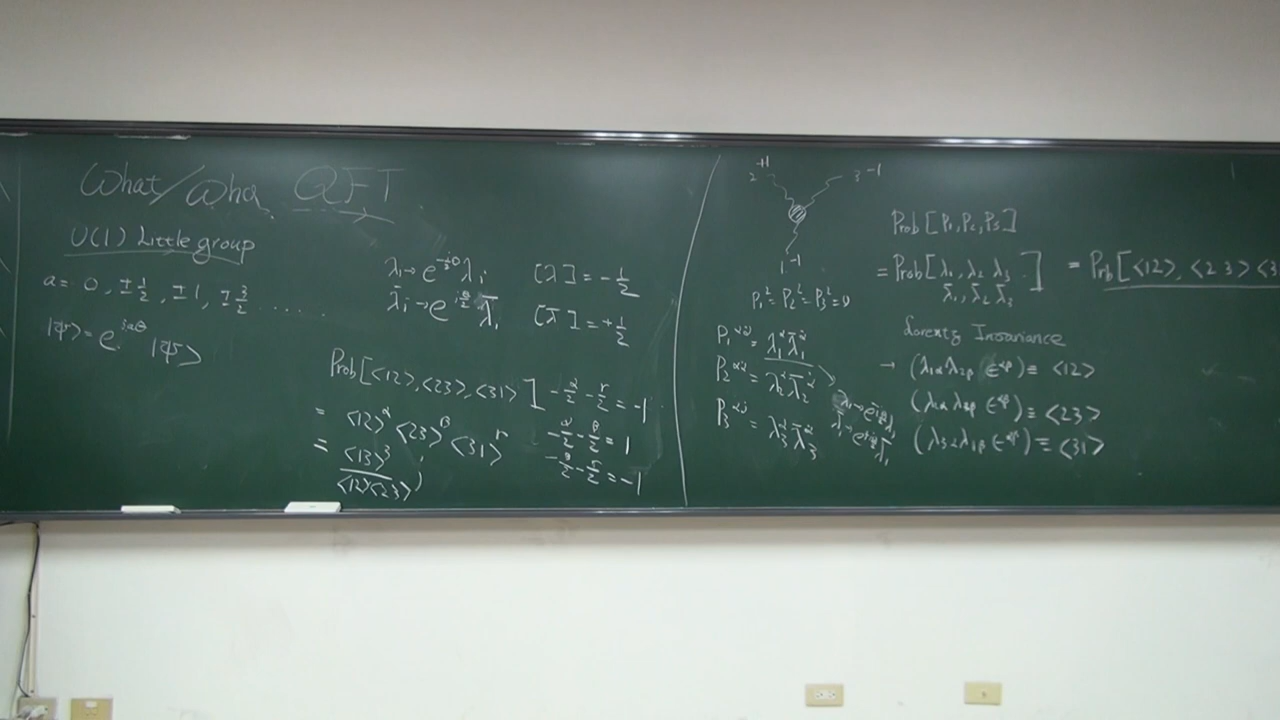 What/Wha QFT
U(1) Little group
a = 0, ±1/2, ±1, ±3/2 ......
|ψ> = e^{iaθ} |ψ>
λ_i → e^{-iθ/2} λ_i   [λ] = -1/2
λ̄_i → e^{iθ/2} λ̄_i   [λ̄] = +1/2
Prob[<12>,<23>,<31>]   -α/2 - r/2 = -1
= <12>^α <23>^β <31>^r   -α/2 - β/2 = 1
= <13>^3 / <12><23>   -β/2 - r/2 = -1
2^{+1}   3^{-1}
1^{-1}
P_1^2 = P_2^2 = P_3^2 = 0
P_1^{αα̇} = λ_1^α λ̄_1^α̇
P_2^{αα̇} = λ_2^α λ̄_2^α̇
P_3^{αα̇} = λ_3^α λ̄_3^α̇
Prob[P_1, P_2, P_3]
= Prob[λ_1, λ_2 λ_3 λ̄_1, λ̄_2 λ̄_3] = Prob[<12>, <23> <3
Lorentz Invariance
→ (λ_{1α} λ_{2β} ε^{αβ}) ≡ <12>
(λ_{2α} λ_{3β} ε^{αβ}) ≡ <23>
(λ_{3α} λ_{1β} ε^{αβ}) ≡ <31>